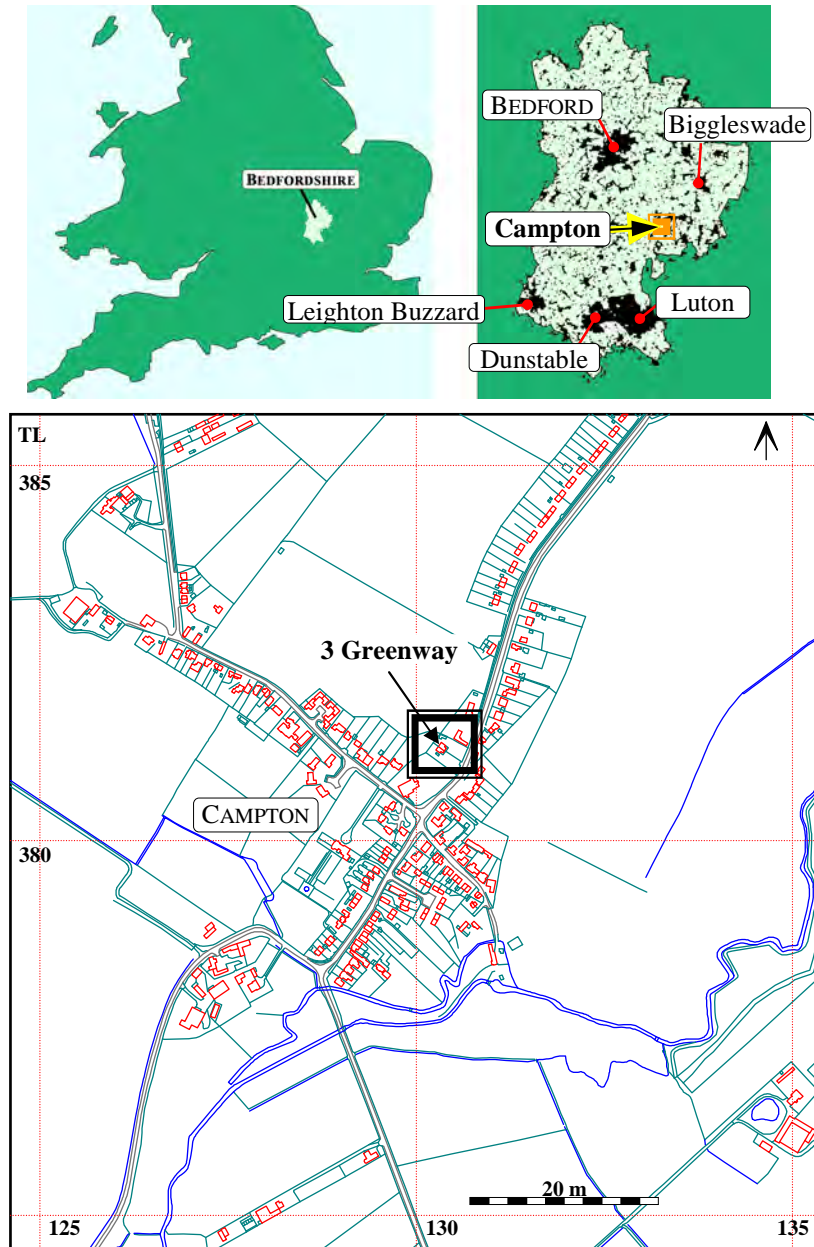 BEDFORDSHIRE
BEDFORD
Biggleswade
Campton
Leighton Buzzard
Luton
Dunstable
TL
385
3 Greenway
CAMPTON
380
20 m
125
130
135